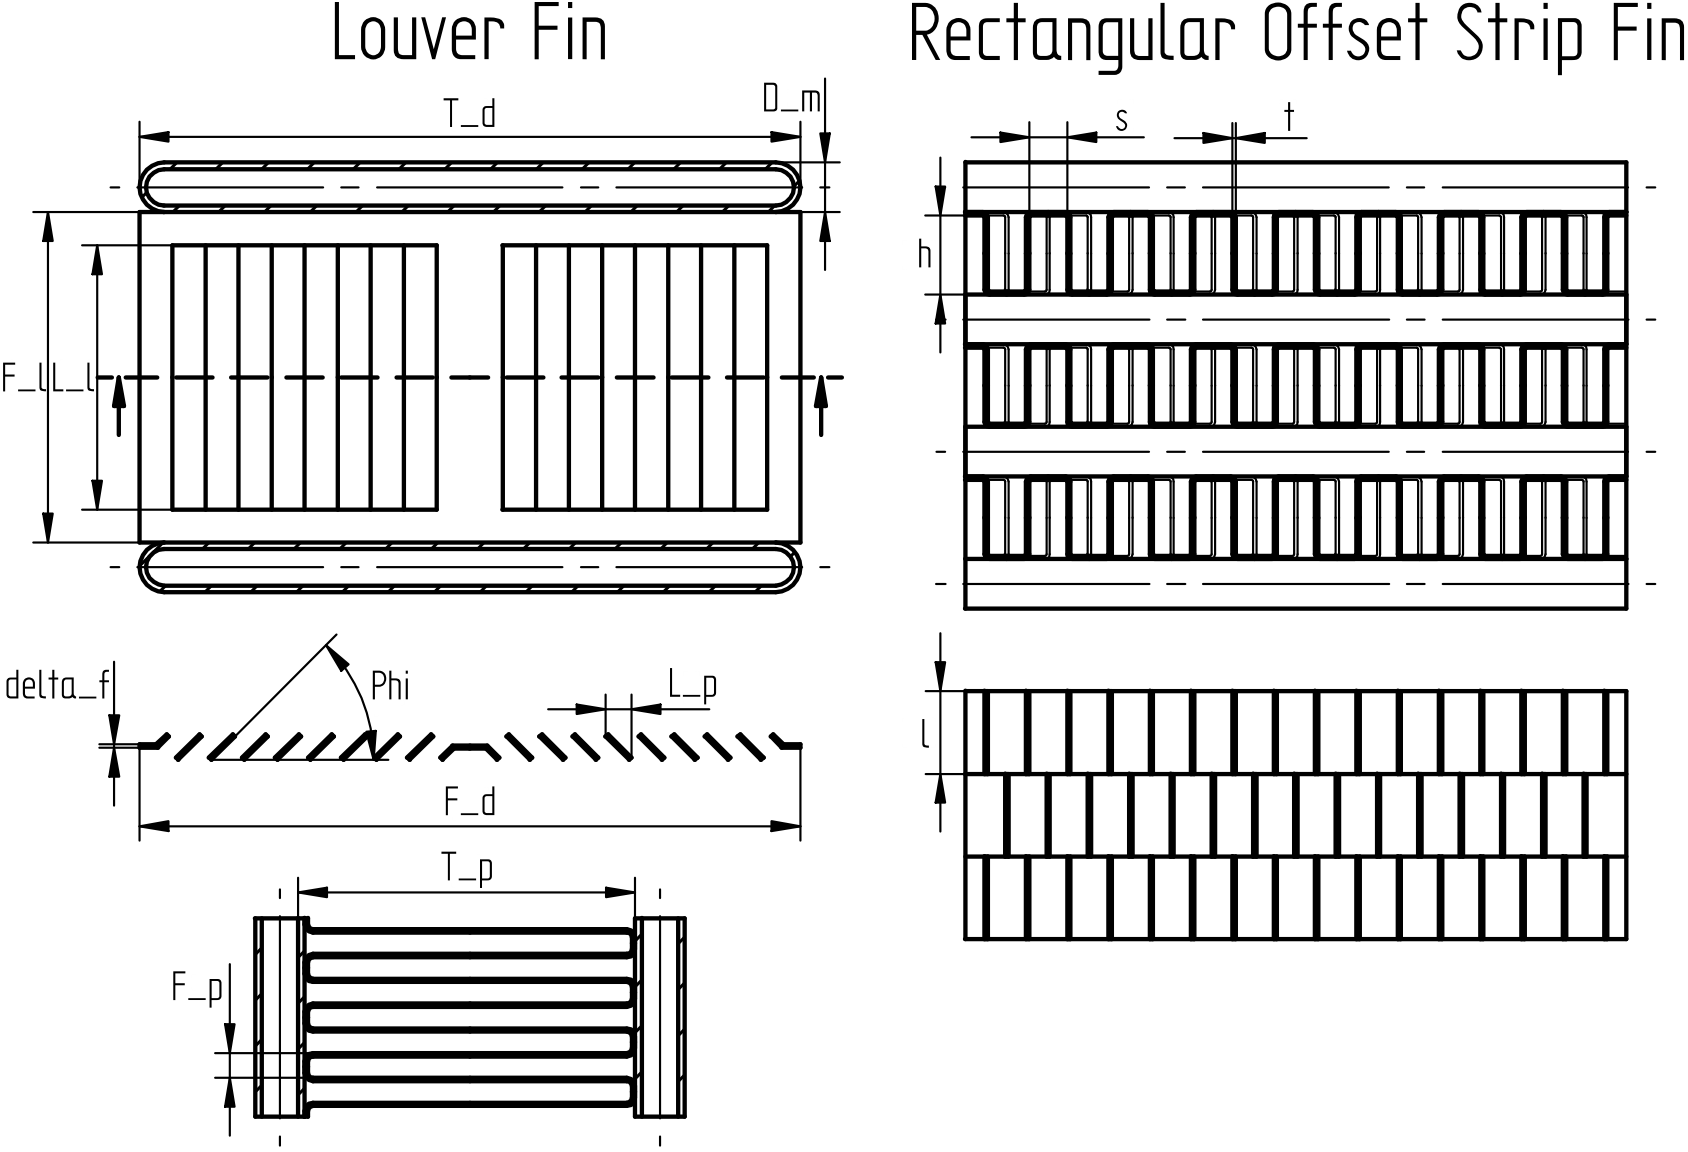 Louver Fin
Rectangular Offset Strip Fin
D_m
T_d
s
t
h
F_l
L_l
delta_f
Phi
L_p
l
F_d
T_p
F_p